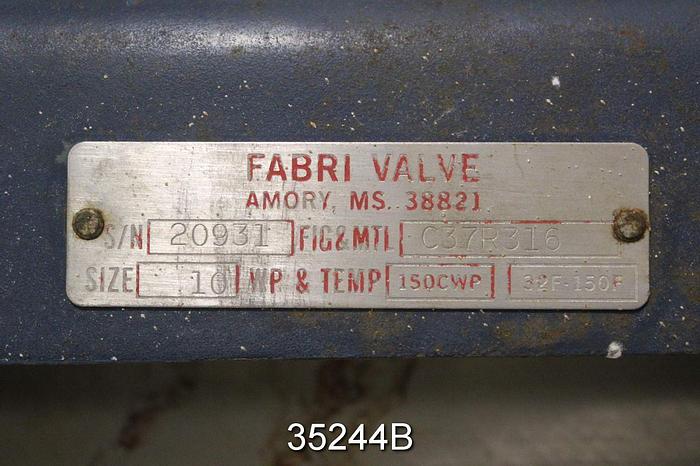 FABRI VALVE
AMORY, MS. 38821
S/N 20931 FIG&MTL C37R316
SIZE 10 WP & TEMP 150CWP 32F-150F
35244B